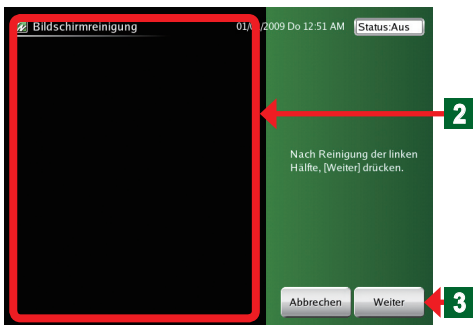 Bildschirmreinigung
01/0 /2009 Do 12:51 AM
Status:Aus
2
Nach Reinigung der linken
Hälfte, [Weiter] drücken.
Abbrechen
Weiter
3